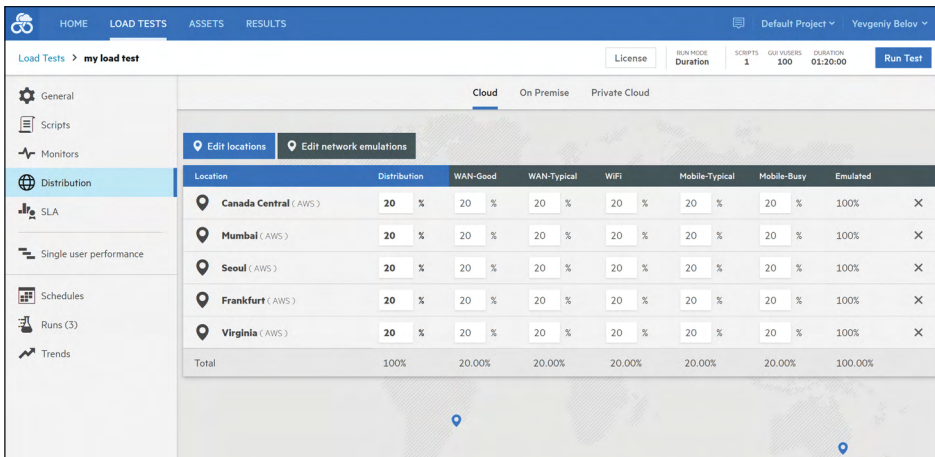 HOME LOAD TESTS ASSETS RESULTS Default Project Yevgeniy Belov
Load Tests > my load test License RUN MODE Duration SCRIPTS 1 GUI VUSERS 100 DURATION 01:20:00 Run Test
General
Scripts
Monitors
Distribution
SLA
Single user performance
Schedules
Runs (3)
Trends
Cloud On Premise Private Cloud
Edit locations Edit network emulations
Location Distribution WAN-Good WAN-Typical WiFi Mobile-Typical Mobile-Busy Emulated
Canada Central ( AWS ) 20 % 20 % 20 % 20 % 20 % 20 % 100% ×
Mumbai ( AWS ) 20 % 20 % 20 % 20 % 20 % 20 % 100% ×
Seoul ( AWS ) 20 % 20 % 20 % 20 % 20 % 20 % 100% ×
Frankfurt ( AWS ) 20 % 20 % 20 % 20 % 20 % 20 % 100% ×
Virginia ( AWS ) 20 % 20 % 20 % 20 % 20 % 20 % 100% ×
Total 100% 20.00% 20.00% 20.00% 20.00% 20.00% 100.00%